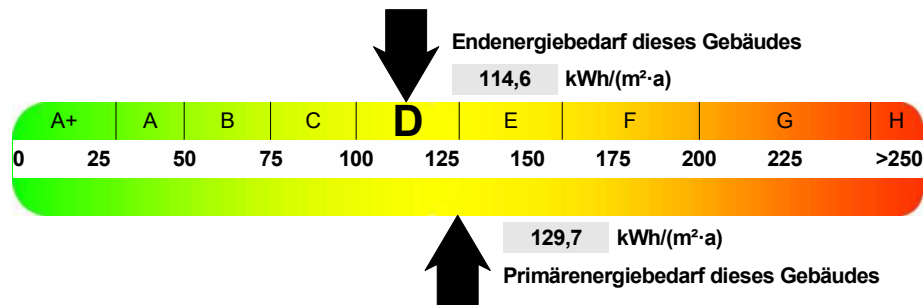 Endenergiebedarf dieses Gebäudes
114,6 kWh/(m²·a)
A+ A B C D E F G H
0 25 50 75 100 125 150 175 200 225 >250
129,7 kWh/(m²·a)
Primärenergiebedarf dieses Gebäudes